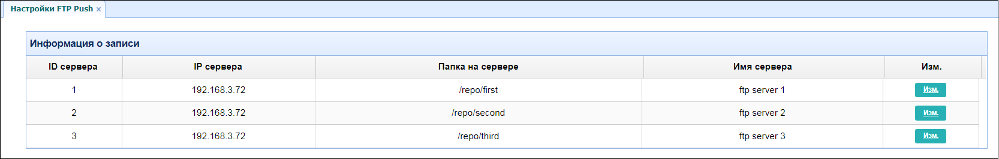 Настройки FTP Push ×
Информация о записи
ID сервера IP сервера Папка на сервере Имя сервера Изм.
1 192.168.3.72 /repo/first ftp server 1 Изм.
2 192.168.3.72 /repo/second ftp server 2 Изм.
3 192.168.3.72 /repo/third ftp server 3 Изм.